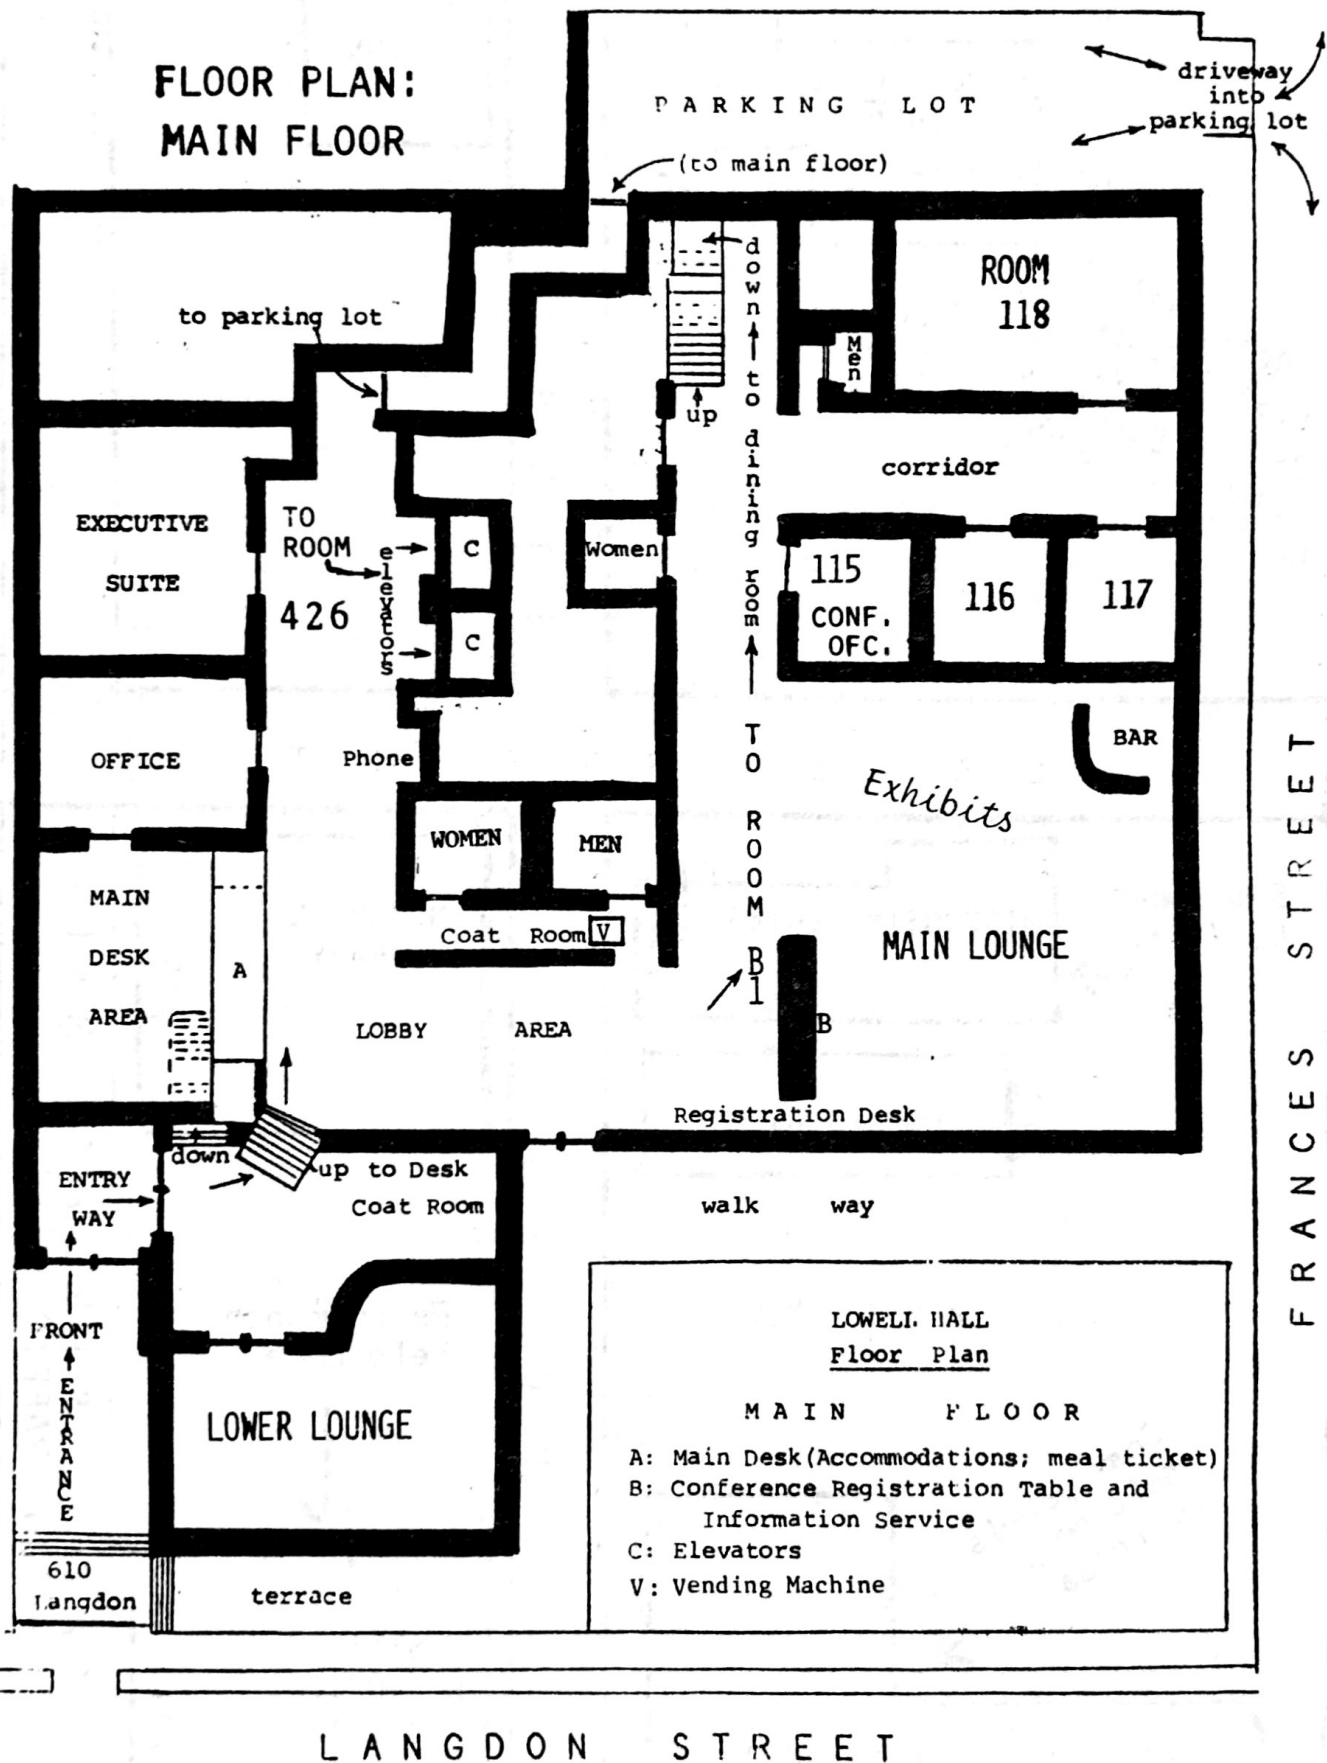 FLOOR PLAN:
MAIN FLOOR
PARKING LOT
driveway
into
parking lot
(to main floor)
to parking lot
down → to dining room → TO ROOM B1
up
Men
ROOM
118
corridor
EXECUTIVE
SUITE
TO
ROOM
426
elevators
C
C
Women
115
CONF.
OFC.
116
117
OFFICE
Phone
BAR
Exhibits
WOMEN
MEN
Coat Room V
MAIN
DESK
AREA
A
MAIN LOUNGE
LOBBY AREA
B
Registration Desk
down
up to Desk
Coat Room
ENTRY
WAY
walk way
FRONT
ENTRANCE
LOWER LOUNGE
610
Langdon
terrace
LOWELL HALL
Floor Plan
MAIN FLOOR
A: Main Desk(Accommodations; meal ticket)
B: Conference Registration Table and
Information Service
C: Elevators
V: Vending Machine
FRANCES STREET
LANGDON STREET